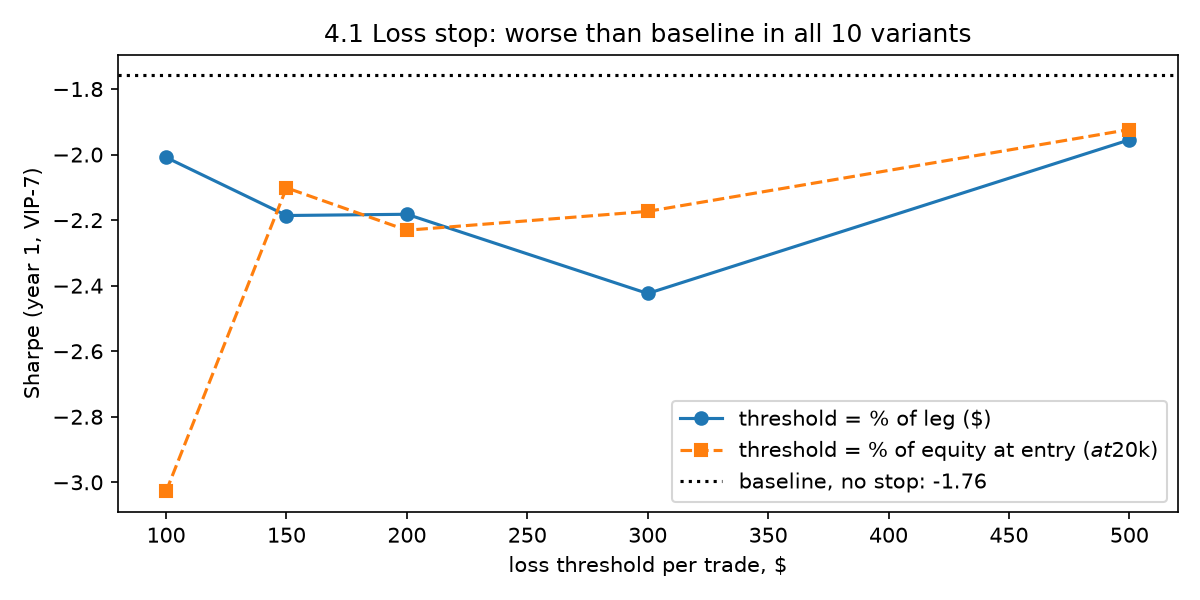 4.1 Loss stop: worse than baseline in all 10 variants
Sharpe (year 1, VIP-7)
−1.8
−2.0
−2.2
−2.4
−2.6
−2.8
−3.0
threshold = % of leg ($)
threshold = % of equity at entry (at20k)
baseline, no stop: -1.76
100 150 200 250 300 350 400 450 500
loss threshold per trade, $